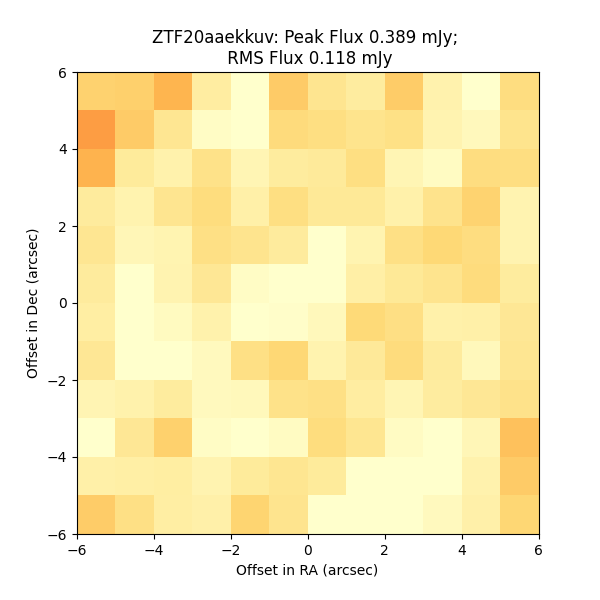 ZTF20aaekkuv: Peak Flux 0.389 mJy;
RMS Flux 0.118 mJy
6
4
2
0
−2
−4
−6
Offset in Dec (arcsec)
−6 −4 −2 0 2 4 6
Offset in RA (arcsec)